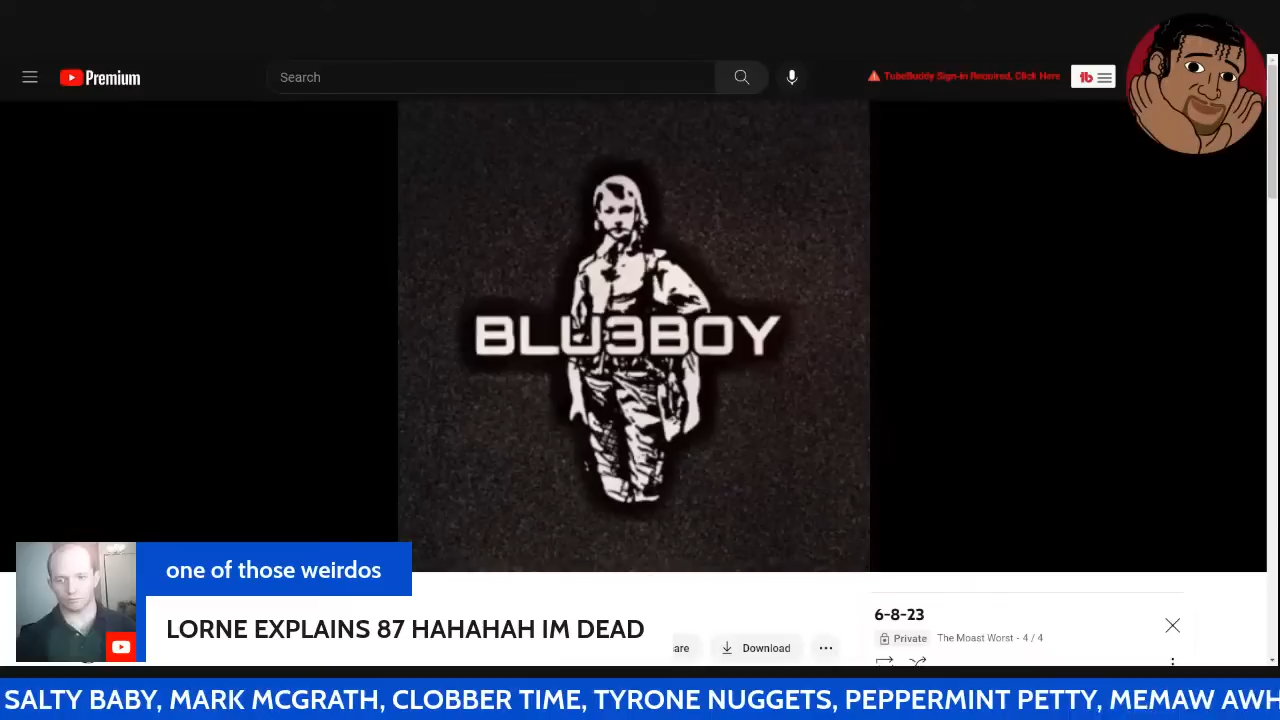 Premium
Search
TubeBuddy Sign-in Required, Click Here
tb
BLU3BOY
one of those weirdos
LORNE EXPLAINS 87 HAHAHAH IM DEAD
are
Download
6-8-23
Private
The Moast Worst - 4 / 4
SALTY BABY, MARK MCGRATH, CLOBBER TIME, TYRONE NUGGETS, PEPPERMINT PETTY, MEMAW AWH